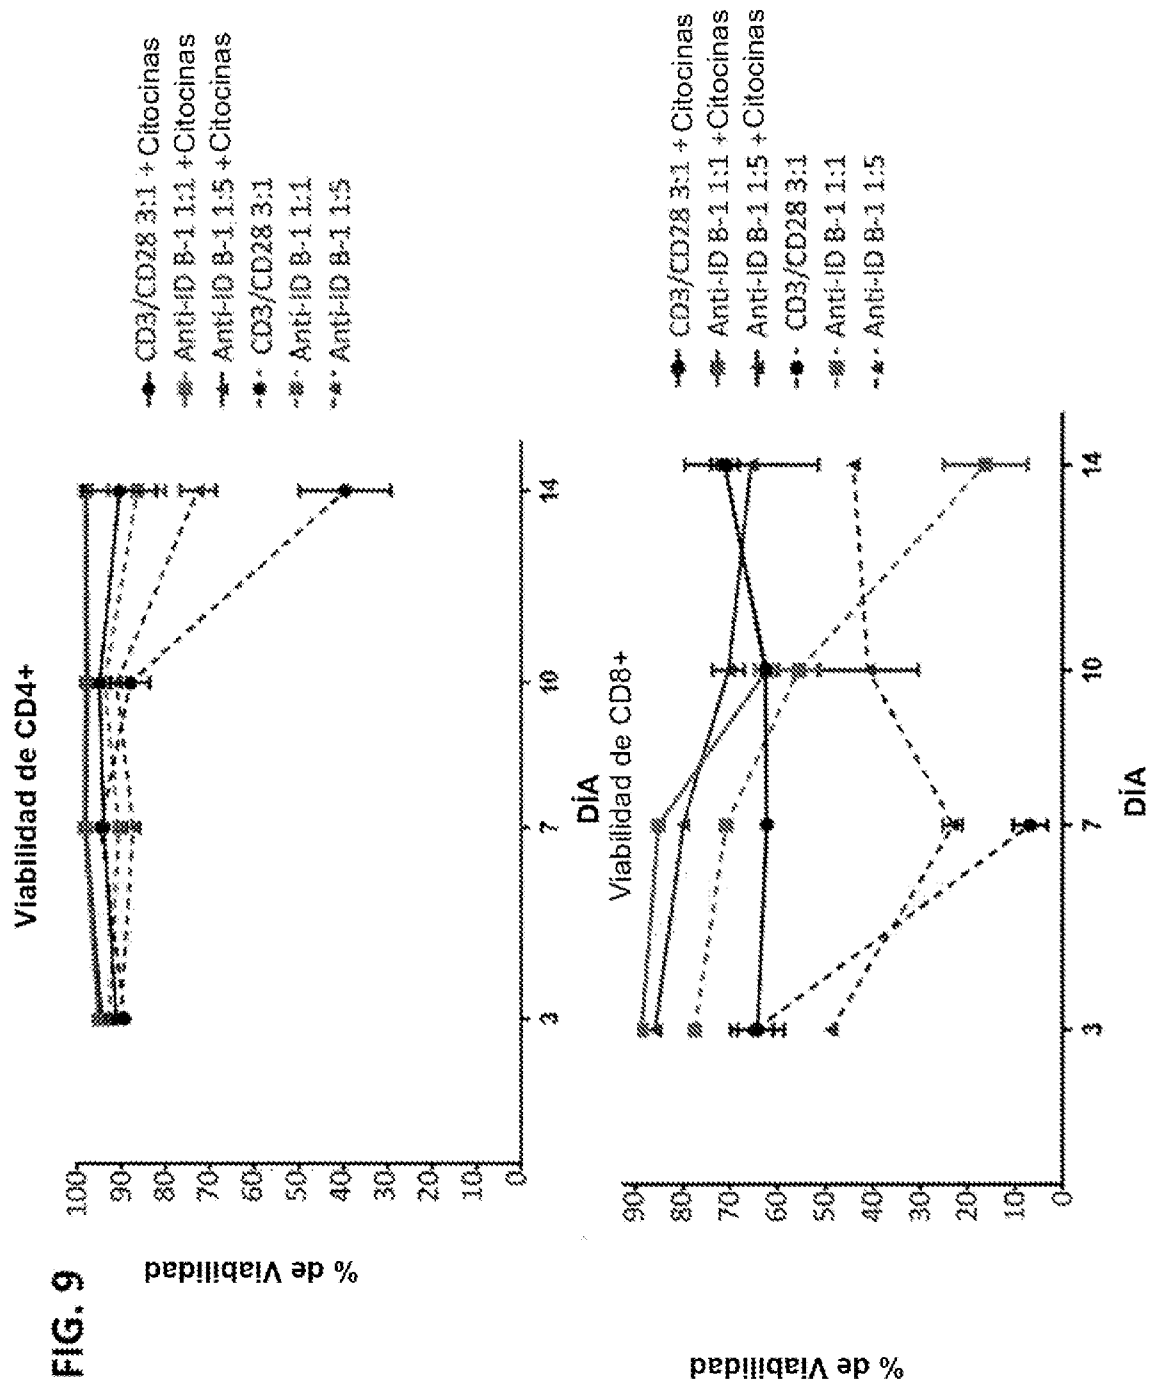 FIG. 9
Viabilidad de CD4+
% de Viabilidad
100
90
80
70
60
50
40
30
20
10
0
3
7
10
14
DÍA
CD3/CD28 3:1 + Citocinas
Anti-ID B-1 1:1 +Citocinas
Anti-ID B-1 1:5 +Citocinas
CD3/CD28 3:1
Anti-ID B-1 1:1
Anti-ID B-1 1:5
Viabilidad de CD8+
% de Viabilidad
90
80
70
60
50
40
30
20
10
0
3
7
10
14
DÍA
CD3/CD28 3:1 + Citocinas
Anti-ID B-1 1:1 +Citocinas
Anti-ID B-1 1:5 +Citocinas
CD3/CD28 3:1
Anti-ID B-1 1:1
Anti-ID B-1 1:5